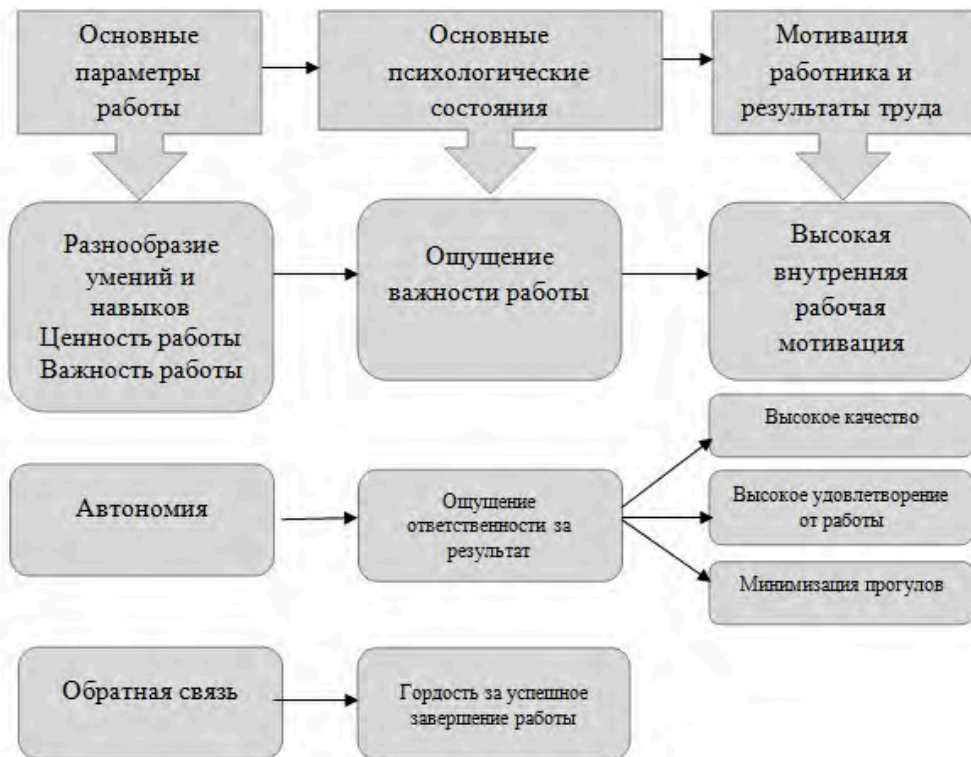 Основные
параметры
работы
Основные
психологические
состояния
Мотивация
работника и
результаты труда
Разнообразие
умений и
навыков
Ценность работы
Важность работы
Ощущение
важности работы
Высокая
внутренняя
рабочая
мотивация
Автономия
Ощущение
ответственности за
результат
Высокое качество
Высокое удовлетворение
от работы
Минимизация прогулов
Обратная связь
Гордость за успешное
завершение работы